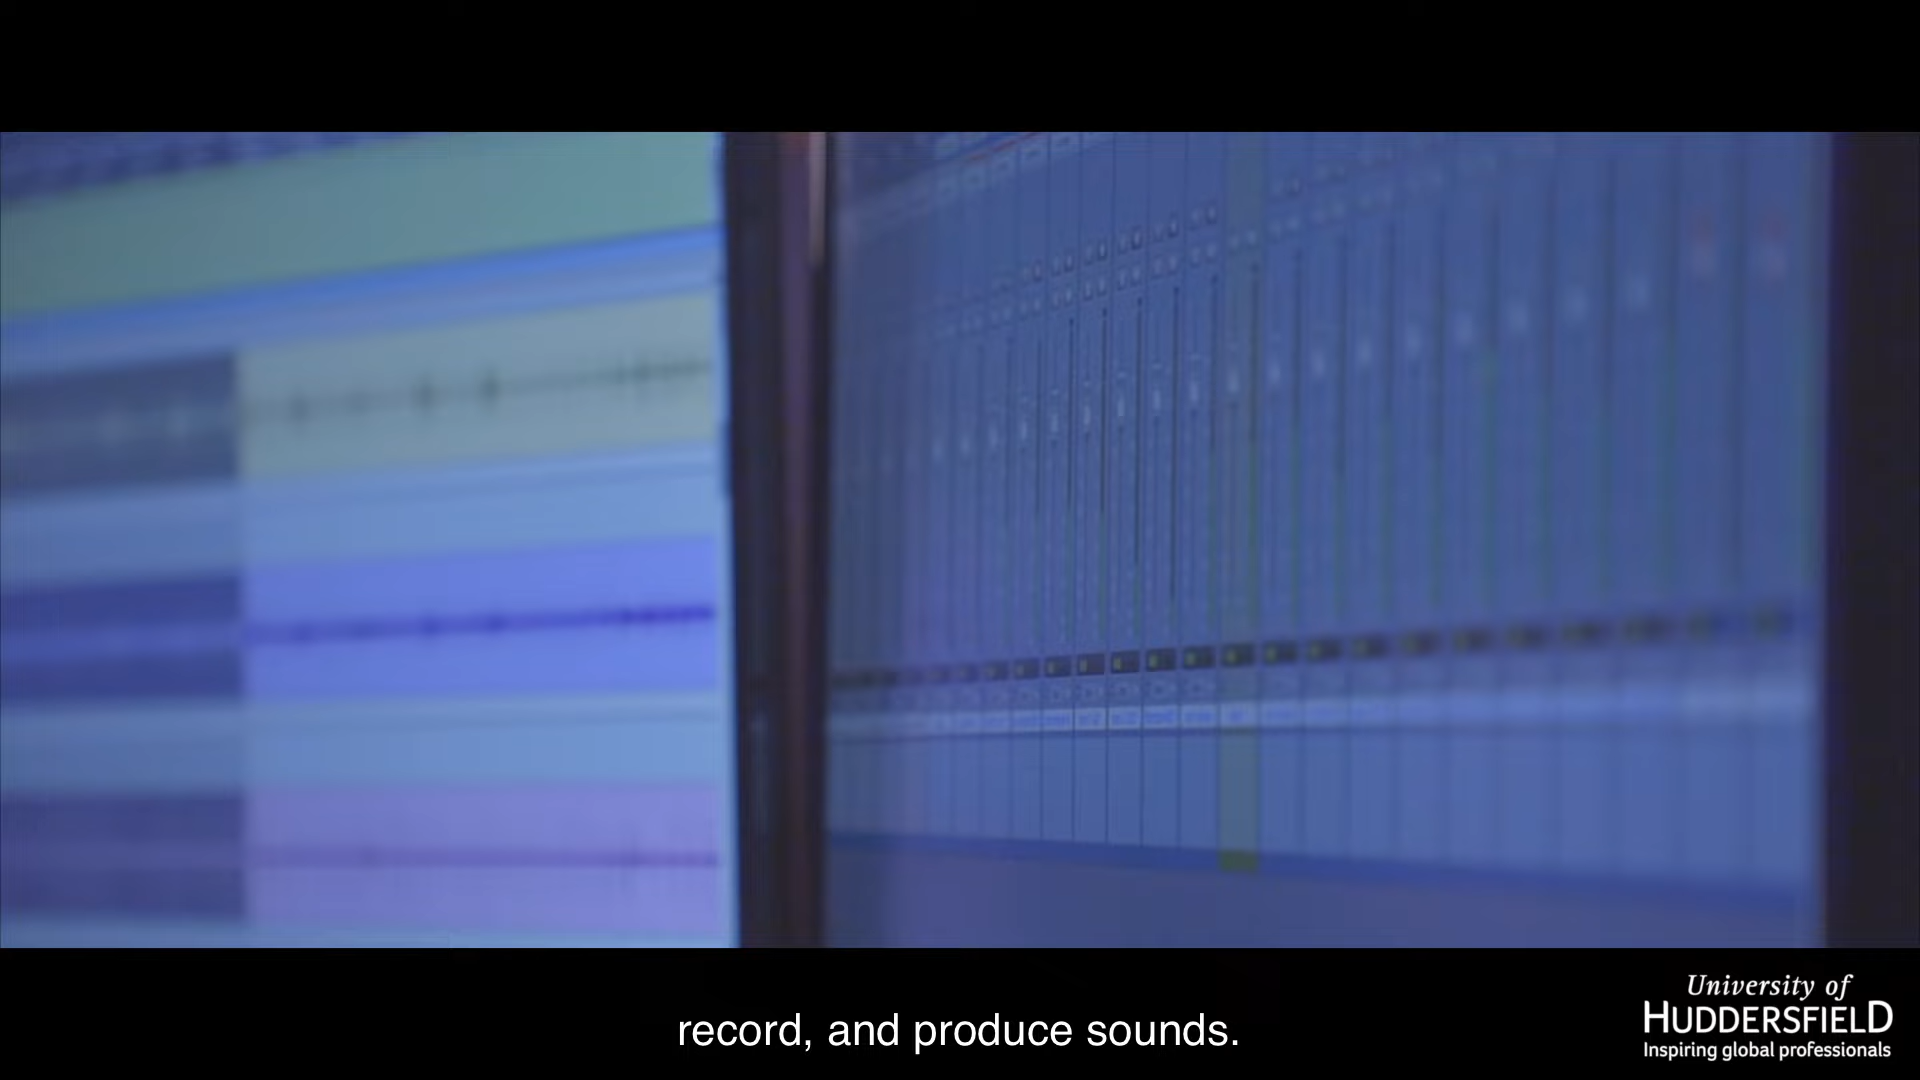 record, and produce sounds.
University of
HUDDERSFIELD
Inspiring global professionals